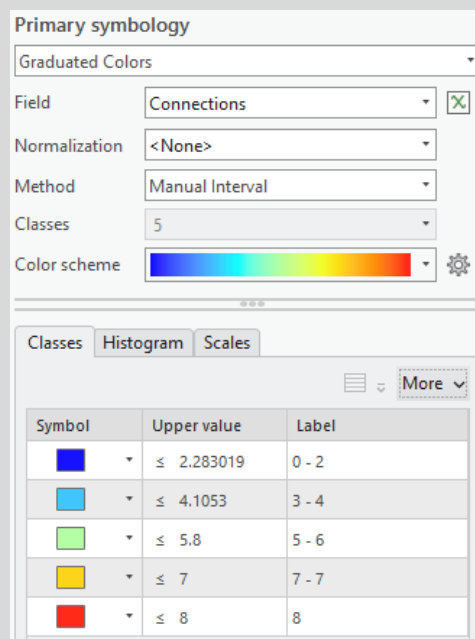 Primary symbology
Graduated Colors
Field Connections
Normalization <None>
Method Manual Interval
Classes 5
Color scheme
Classes Histogram Scales
More
Symbol Upper value Label
≤ 2.283019 0 - 2
≤ 4.1053 3 - 4
≤ 5.8 5 - 6
≤ 7 7 - 7
≤ 8 8